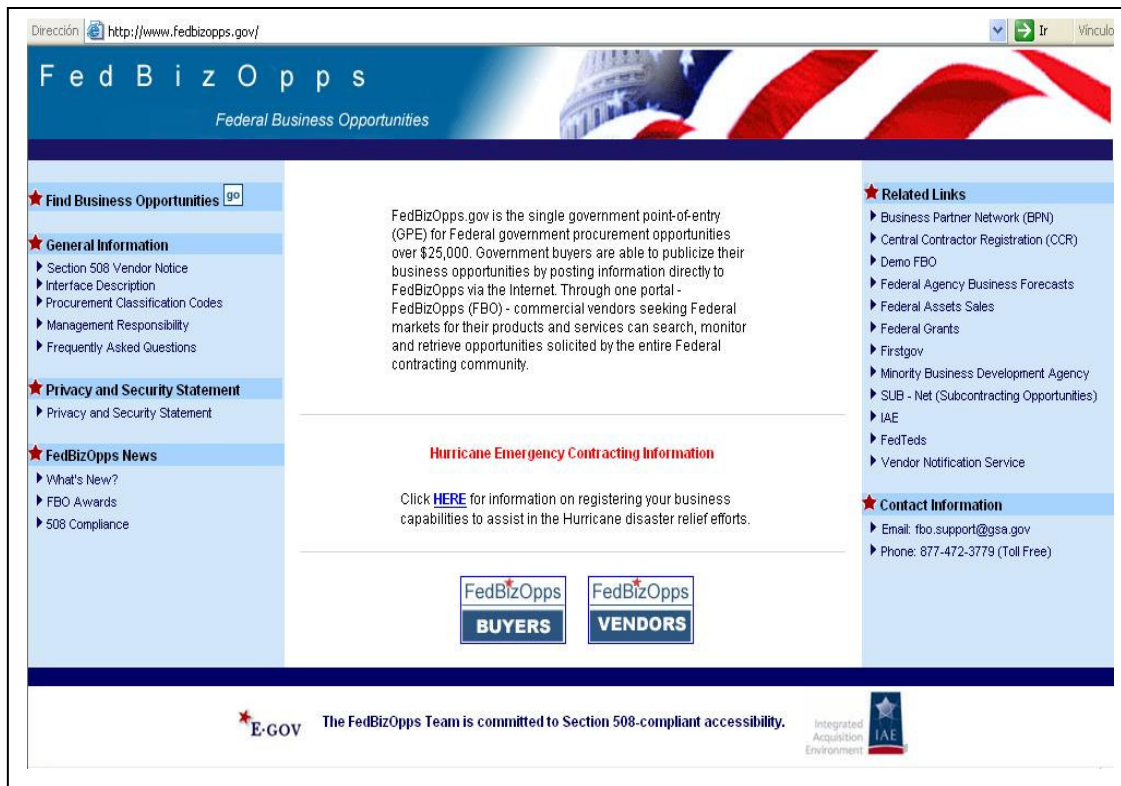 Dirección http://www.fedbizopps.gov/ Ir Vínculo
FedBizOpps
Federal Business Opportunities
Find Business Opportunities go
General Information
Section 508 Vendor Notice
Interface Description
Procurement Classification Codes
Management Responsibility
Frequently Asked Questions
Privacy and Security Statement
Privacy and Security Statement
FedBizOpps News
What's New?
FBO Awards
508 Compliance
FedBizOpps.gov is the single government point-of-entry
(GPE) for Federal government procurement opportunities
over $25,000. Government buyers are able to publicize their
business opportunities by posting information directly to
FedBizOpps via the Internet. Through one portal -
FedBizOpps (FBO) - commercial vendors seeking Federal
markets for their products and services can search, monitor
and retrieve opportunities solicited by the entire Federal
contracting community.
Hurricane Emergency Contracting Information
Click HERE for information on registering your business
capabilities to assist in the Hurricane disaster relief efforts.
FedBizOpps
BUYERS
FedBizOpps
VENDORS
Related Links
Business Partner Network (BPN)
Central Contractor Registration (CCR)
Demo FBO
Federal Agency Business Forecasts
Federal Assets Sales
Federal Grants
Firstgov
Minority Business Development Agency
SUB - Net (Subcontracting Opportunities)
IAE
FedTeds
Vendor Notification Service
Contact Information
Email: fbo.support@gsa.gov
Phone: 877-472-3779 (Toll Free)
E·GOV
The FedBizOpps Team is committed to Section 508-compliant accessibility.
Integrated
Acquisition
Environment
IAE